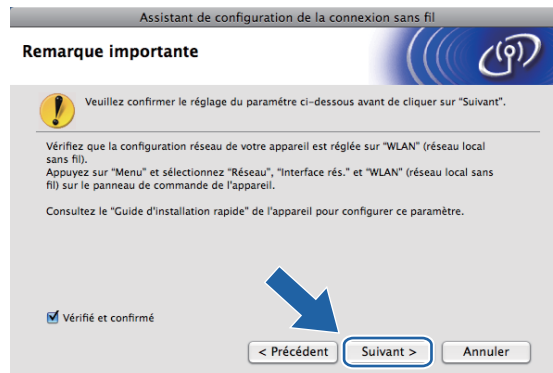 Assistant de configuration de la connexion sans fil
Remarque importante
Veuillez confirmer le réglage du paramétre ci-dessous avant de cliquer sur "Suivant".
Vérifiez que la configuration réseau de votre appareil est réglée sur "WLAN" (réseau local
sans fil).
Appuyez sur "Menu" et sélectionnez "Réseau", "Interface rés." et "WLAN" (réseau local sans
fil) sur le panneau de commande de l'appareil.
Consultez le "Guide d'installation rapide" de l'appareil pour configurer ce paramètre.
Vérifié et confirmé
< Précédent Suivant > Annuler